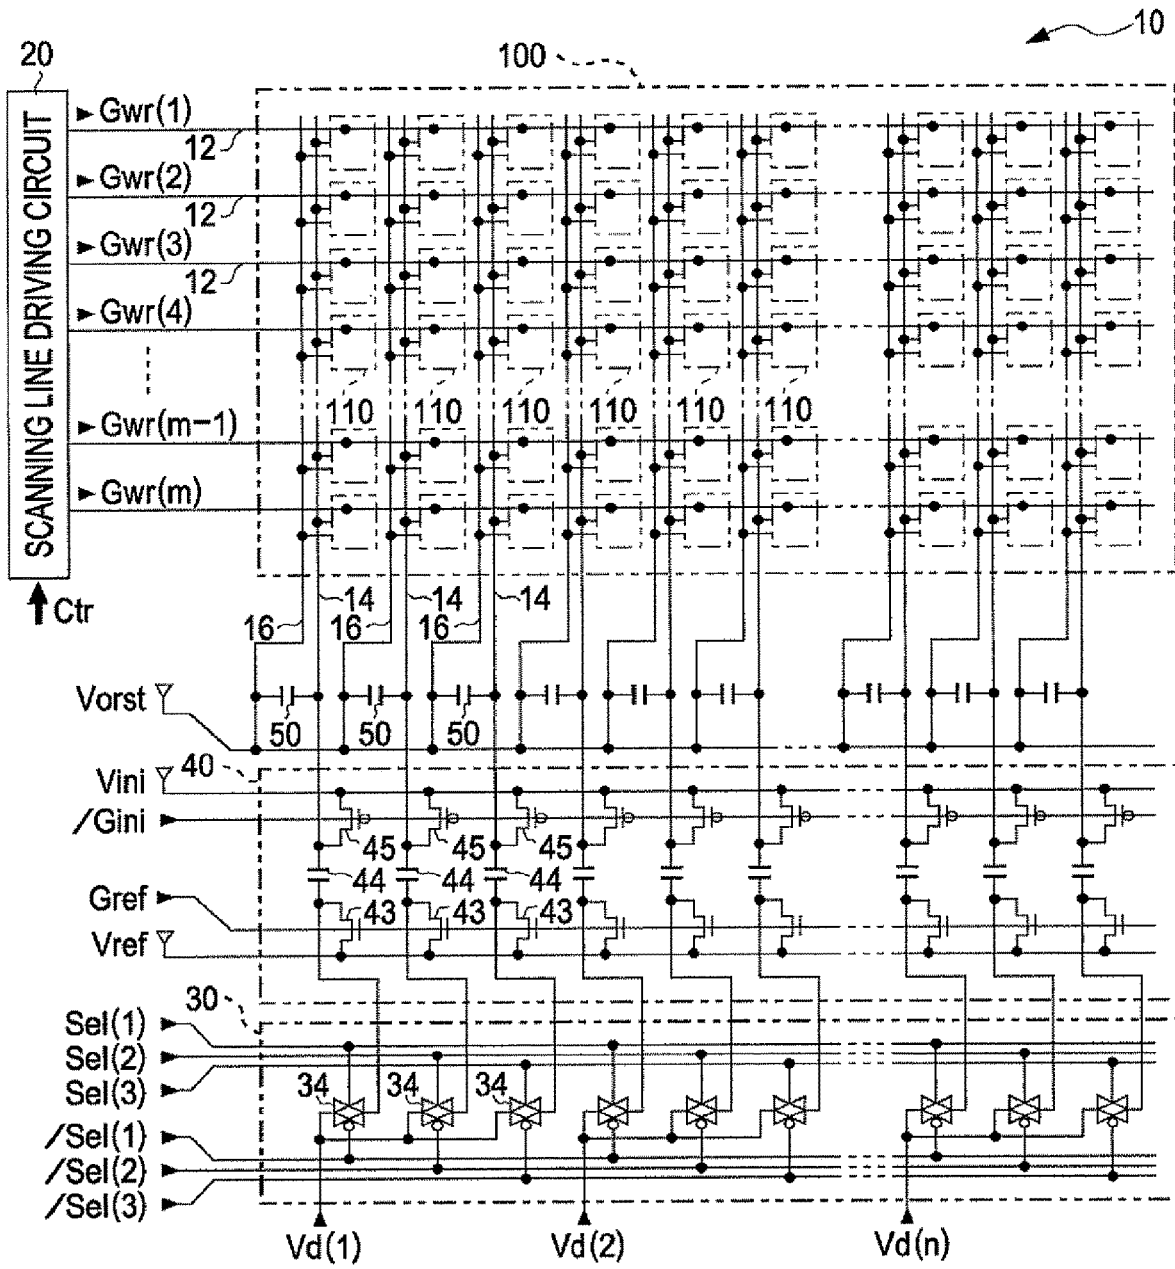 10
20
100
SCANNING LINE DRIVING CIRCUIT
Gwr(1)
12
Gwr(2)
12
Gwr(3)
12
Gwr(4)
110 110 110 110 110 110
Gwr(m-1)
Gwr(m)
Ctr
16 14 16 14 16 14
Vorst
50 50 50
Vini 40
/Gini
45 45 45
44 44 44
Gref 43 43 43
Vref
30
Sel(1)
Sel(2)
Sel(3)
34 34 34
/Sel(1)
/Sel(2)
/Sel(3)
Vd(1) Vd(2) Vd(n)